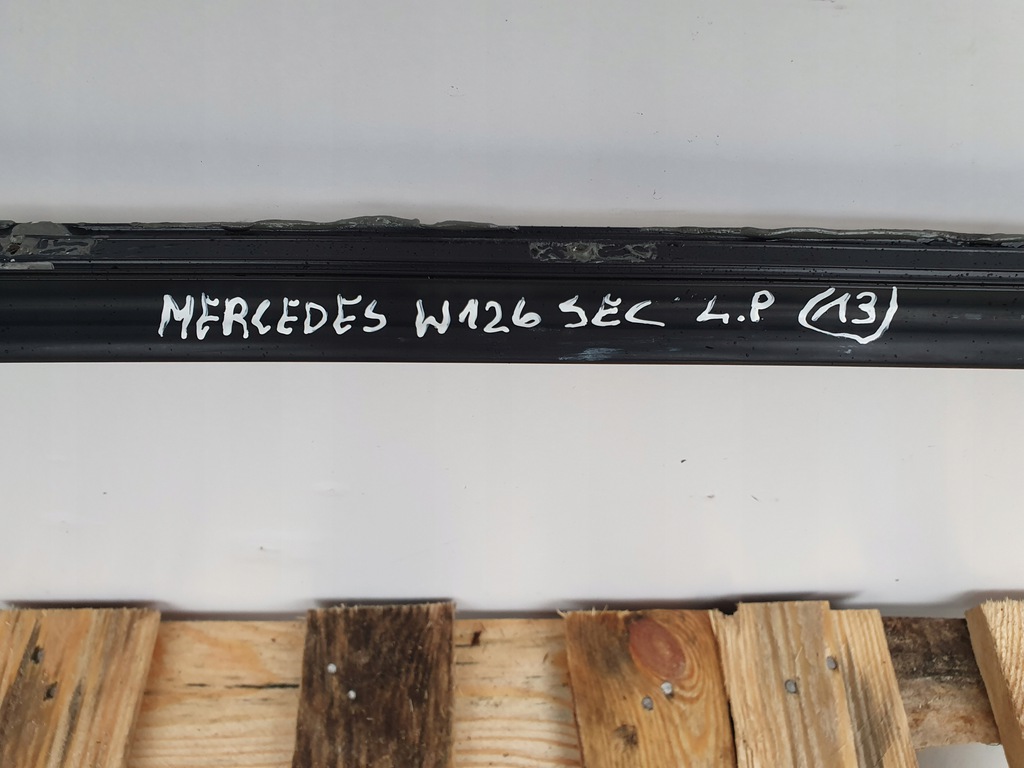 MERCEDES W126 SEC L.P (13)